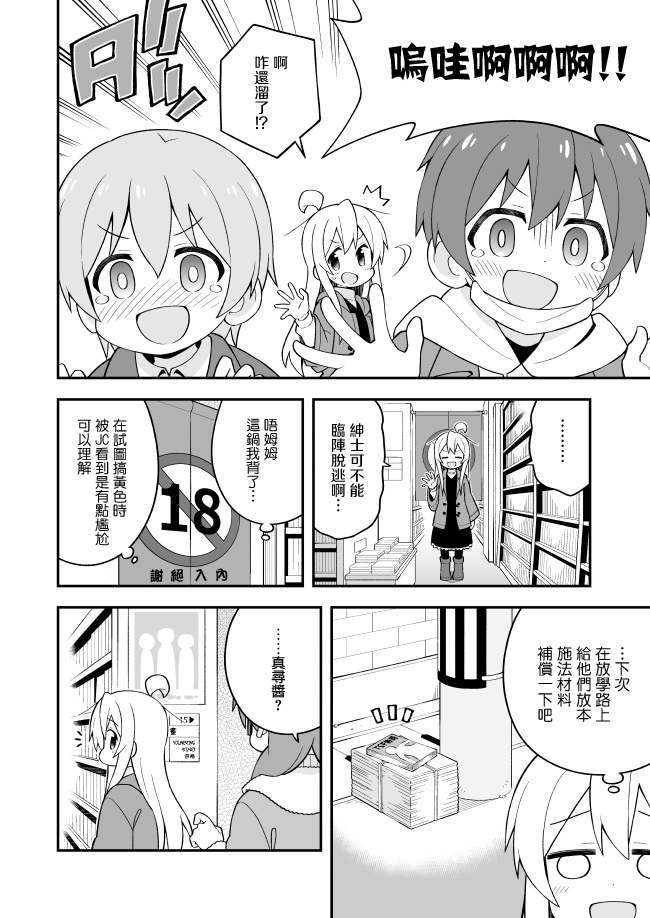 嗚哇啊啊啊!!
啊
咋還溜了!?
………
紳士可不能
臨陣脫逃啊…
唔姆姆
這鍋我背了…
在試圖搞黃色時
被JC看到是有點尷尬
可以理解
18
謝絕入內
…下次
在放學路上
給他們放本
施法材料
補償一下吧
……真尋醬?